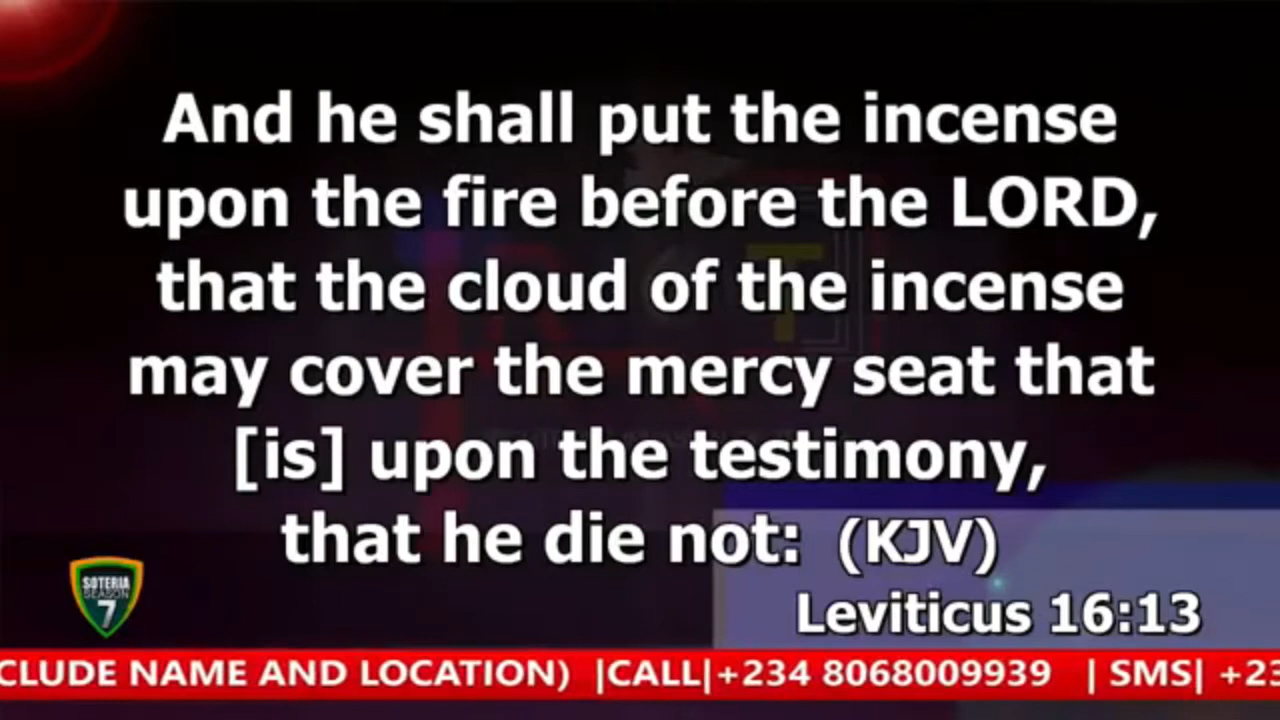 And he shall put the incense
upon the fire before the LORD,
that the cloud of the incense
may cover the mercy seat that
[is] upon the testimony,
that he die not: (KJV)
Leviticus 16:13
SOTERIA
SEASON
7
CLUDE NAME AND LOCATION) |CALL|+234 8068009939 | SMS| +23